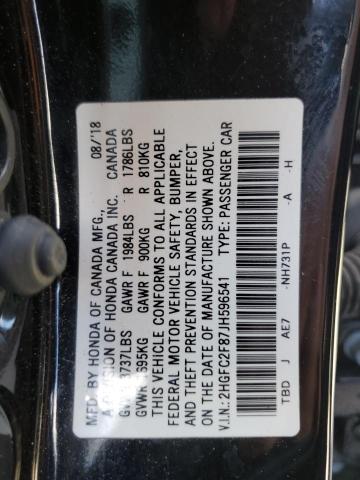 MFD. BY HONDA OF CANADA MFG., 08/'18
A DIVISION OF HONDA CANADA INC. CANADA
3737LBS GAWR F 1984LBS R 1786LBS
GVWR 695KG GAWR F 900KG R 810KG
THIS VEHICLE CONFORMS TO ALL APPLICABLE
FEDERAL MOTOR VEHICLE SAFETY, BUMPER,
AND THEFT PREVENTION STANDARDS IN EFFECT
ON THE DATE OF MANUFACTURE SHOWN ABOVE.
V.I.N.: 2HGFC2F87JH596541 TYPE: PASSENGER CAR
TBD J AE7 -NH731P -A -H